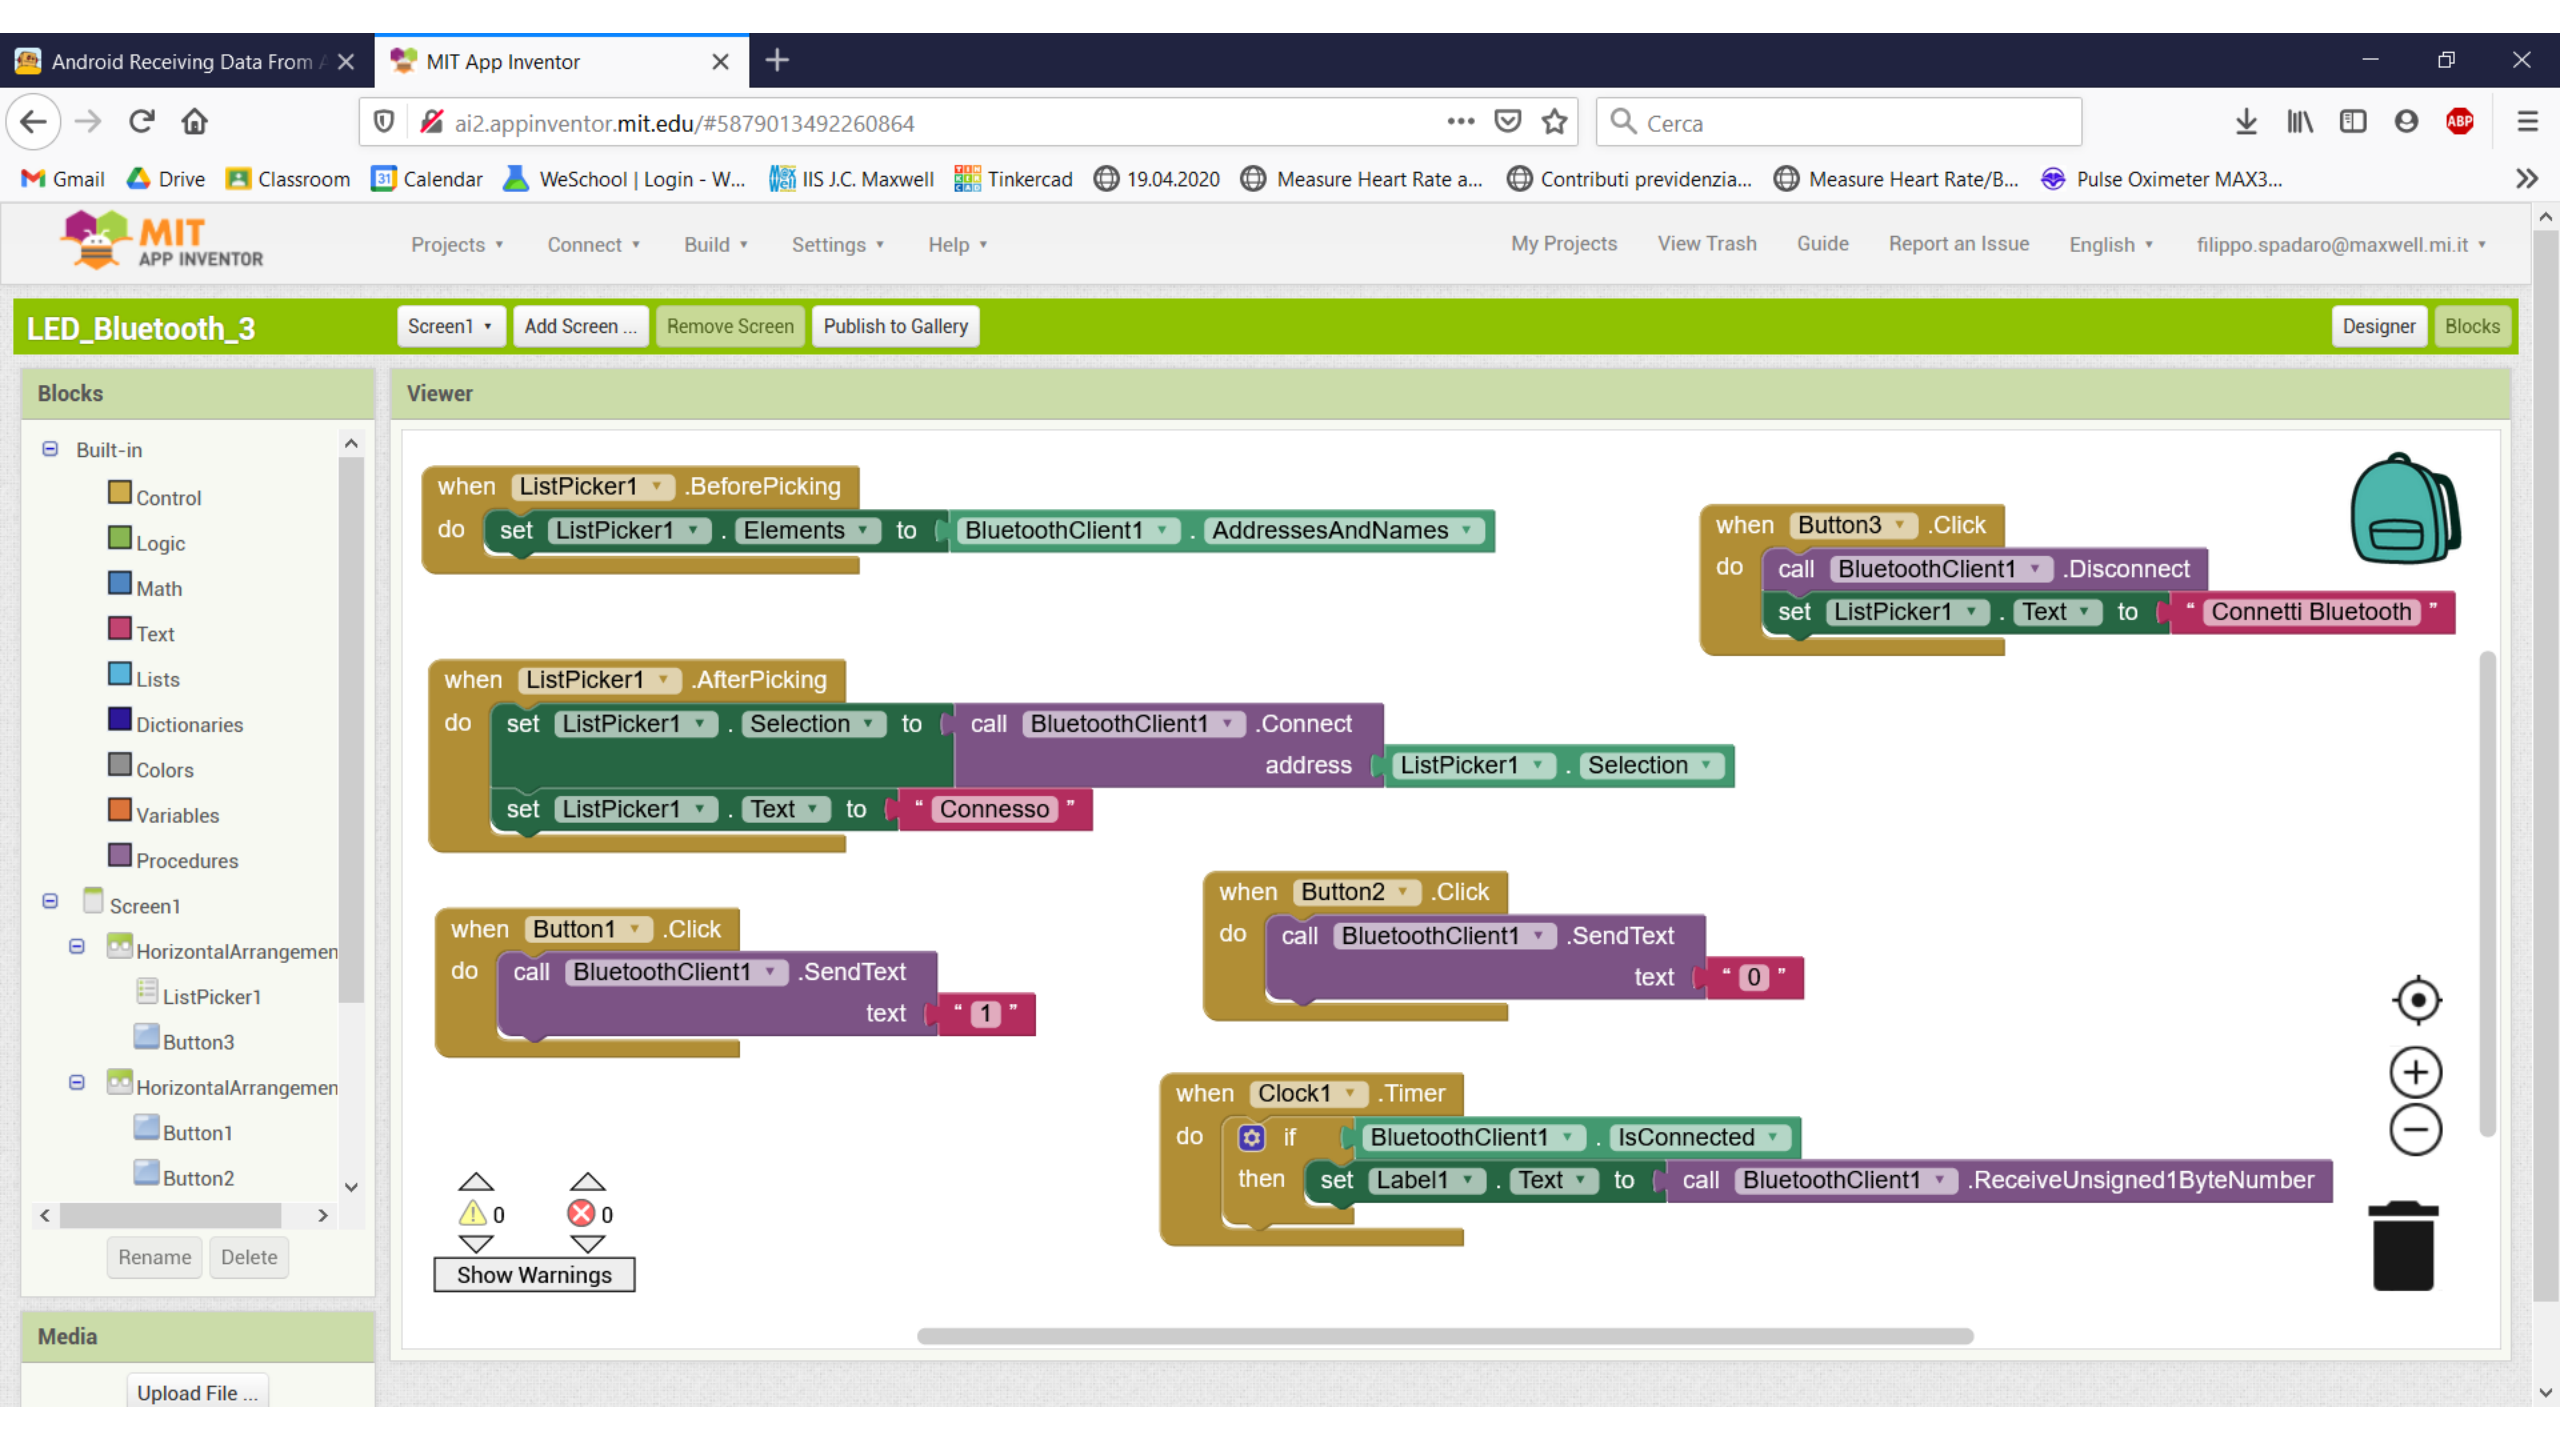 Android Receiving Data From A
MIT App Inventor
ai2.appinventor.mit.edu/#5879013492260864
Cerca
Gmail Drive Classroom 31 Calendar WeSchool | Login - W... IIS J.C. Maxwell Tinkercad 19.04.2020 Measure Heart Rate a... Contributi previdenzia... Measure Heart Rate/B... Pulse Oximeter MAX3...
ABP
MIT
APP INVENTOR
Projects Connect Build Settings Help My Projects View Trash Guide Report an Issue English filippo.spadaro@maxwell.mi.it
LED_Bluetooth_3 Screen1 Add Screen ... Remove Screen Publish to Gallery Designer Blocks
Blocks
Built-in
Control
Logic
Math
Text
Lists
Dictionaries
Colors
Variables
Procedures
Screen1
HorizontalArrangemen
ListPicker1
Button3
HorizontalArrangemen
Button1
Button2
Rename Delete
Media
Upload File ...
Viewer
when ListPicker1 .BeforePicking
do set ListPicker1 . Elements to BluetoothClient1 . AddressesAndNames
when Button3 .Click
do call BluetoothClient1 .Disconnect
set ListPicker1 . Text to “ Connetti Bluetooth ”
when ListPicker1 .AfterPicking
do set ListPicker1 . Selection to call BluetoothClient1 .Connect
address ListPicker1 . Selection
set ListPicker1 . Text to “ Connesso ”
when Button1 .Click
do call BluetoothClient1 .SendText
text “ 1 ”
when Button2 .Click
do call BluetoothClient1 .SendText
text “ 0 ”
when Clock1 .Timer
do if BluetoothClient1 . IsConnected
then set Label1 . Text to call BluetoothClient1 .ReceiveUnsigned1ByteNumber
0 0
Show Warnings